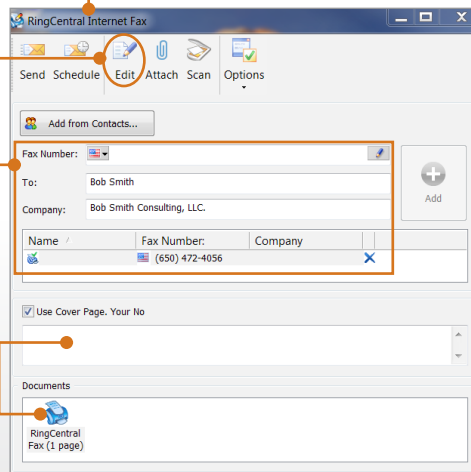 RingCentral Internet Fax
Send Schedule Edit Attach Scan Options
Add from Contacts...
Fax Number:
To: Bob Smith
Company: Bob Smith Consulting, LLC.
Add
Name Fax Number: Company
(650) 472-4056
Use Cover Page. Your No
Documents
RingCentral
Fax (1 page)